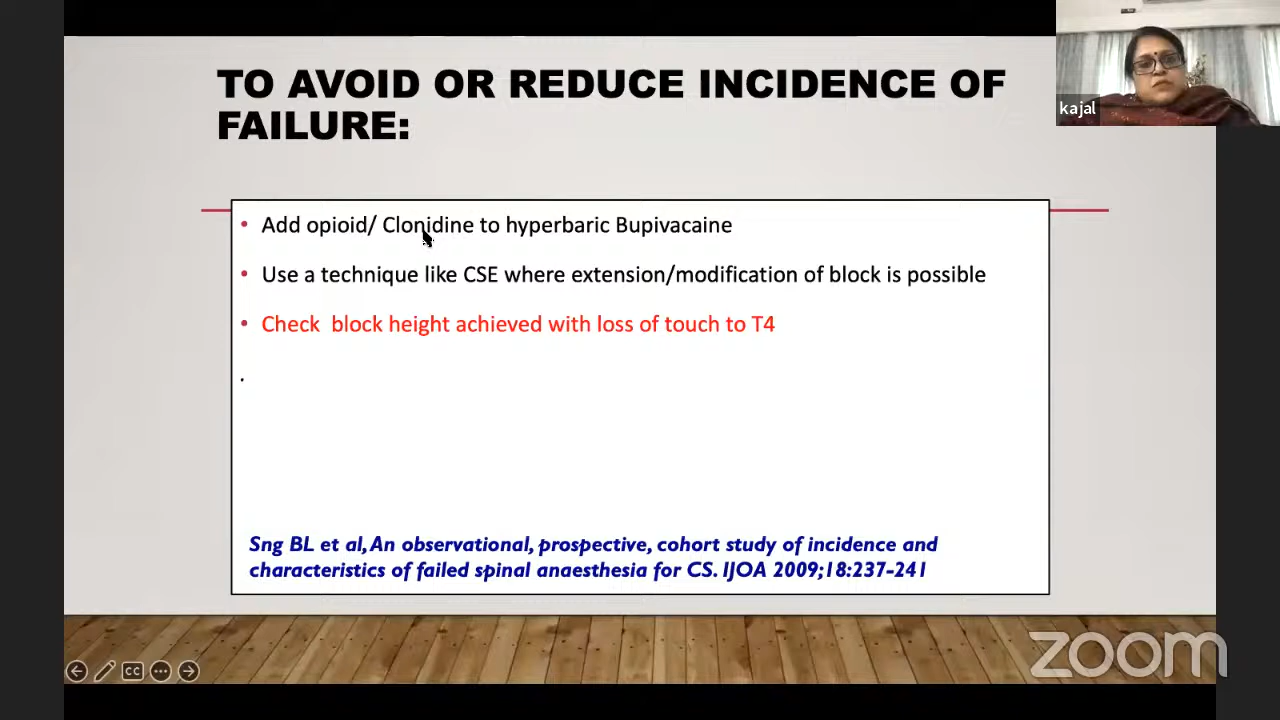 TO AVOID OR REDUCE INCIDENCE OF
FAILURE:
kajal
• Add opioid/ Clonidine to hyperbaric Bupivacaine
• Use a technique like CSE where extension/modification of block is possible
• Check  block height achieved with loss of touch to T4
.
Sng BL et al, An observational, prospective, cohort study of incidence and
characteristics of failed spinal anaesthesia for CS. IJOA 2009;18:237-241
CC
zoom